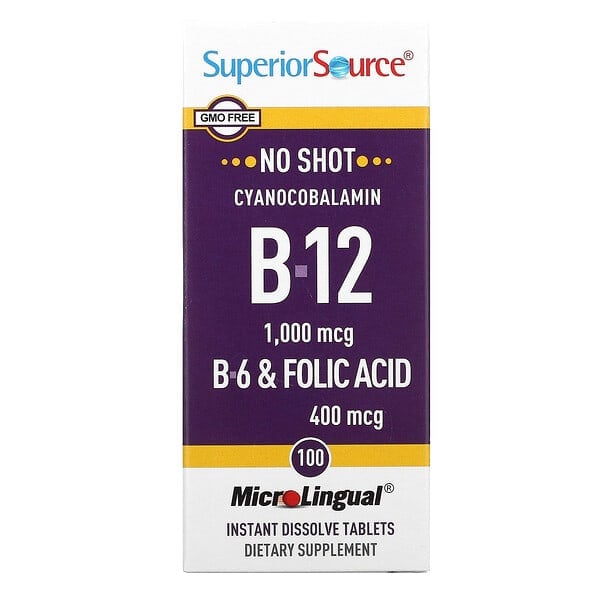 SuperiorSource®
GMO FREE
NO SHOT
CYANOCOBALAMIN
B-12
1,000 mcg
B-6 & FOLIC ACID
400 mcg
100
MicroLingual®
INSTANT DISSOLVE TABLETS
DIETARY SUPPLEMENT